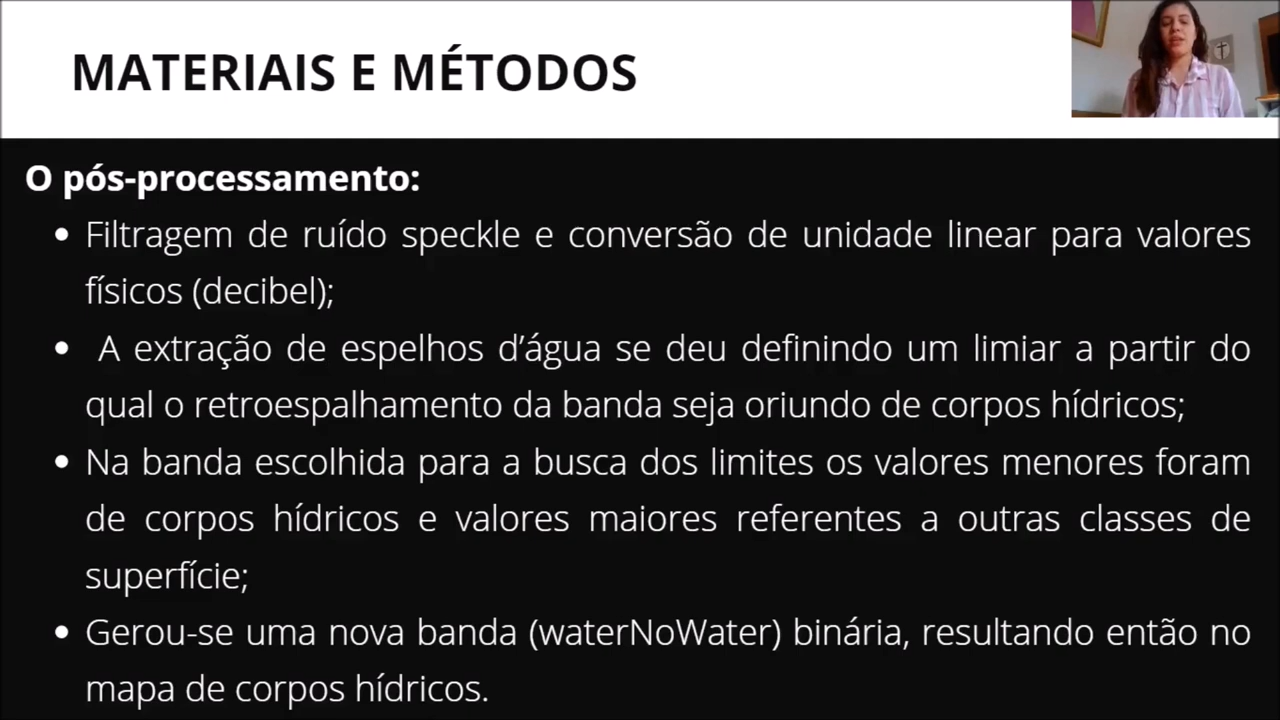 MATERIAIS E MÉTODOS
O pós-processamento:
• Filtragem de ruído speckle e conversão de unidade linear para valores
físicos (decibel);
• A extração de espelhos d’água se deu definindo um limiar a partir do
qual o retroespalhamento da banda seja oriundo de corpos hídricos;
• Na banda escolhida para a busca dos limites os valores menores foram
de corpos hídricos e valores maiores referentes a outras classes de
superfície;
• Gerou-se uma nova banda (waterNoWater) binária, resultando então no
mapa de corpos hídricos.